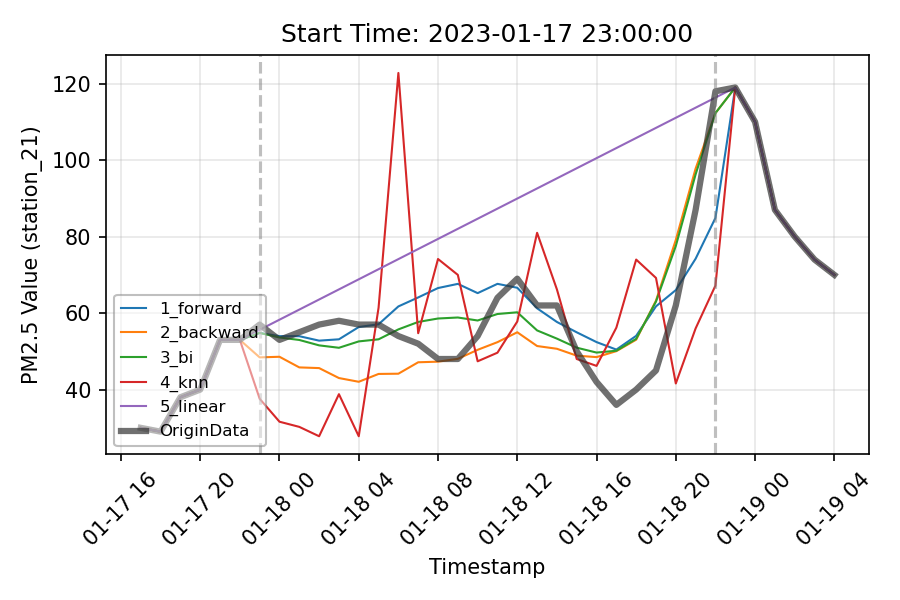 Start Time: 2023-01-17 23:00:00
PM2.5 Value (station_21)
120
100
80
60
40
1_forward
2_backward
3_bi
4_knn
5_linear
OriginData
01-17 16
01-17 20
01-18 00
01-18 04
01-18 08
01-18 12
01-18 16
01-18 20
01-19 00
01-19 04
Timestamp